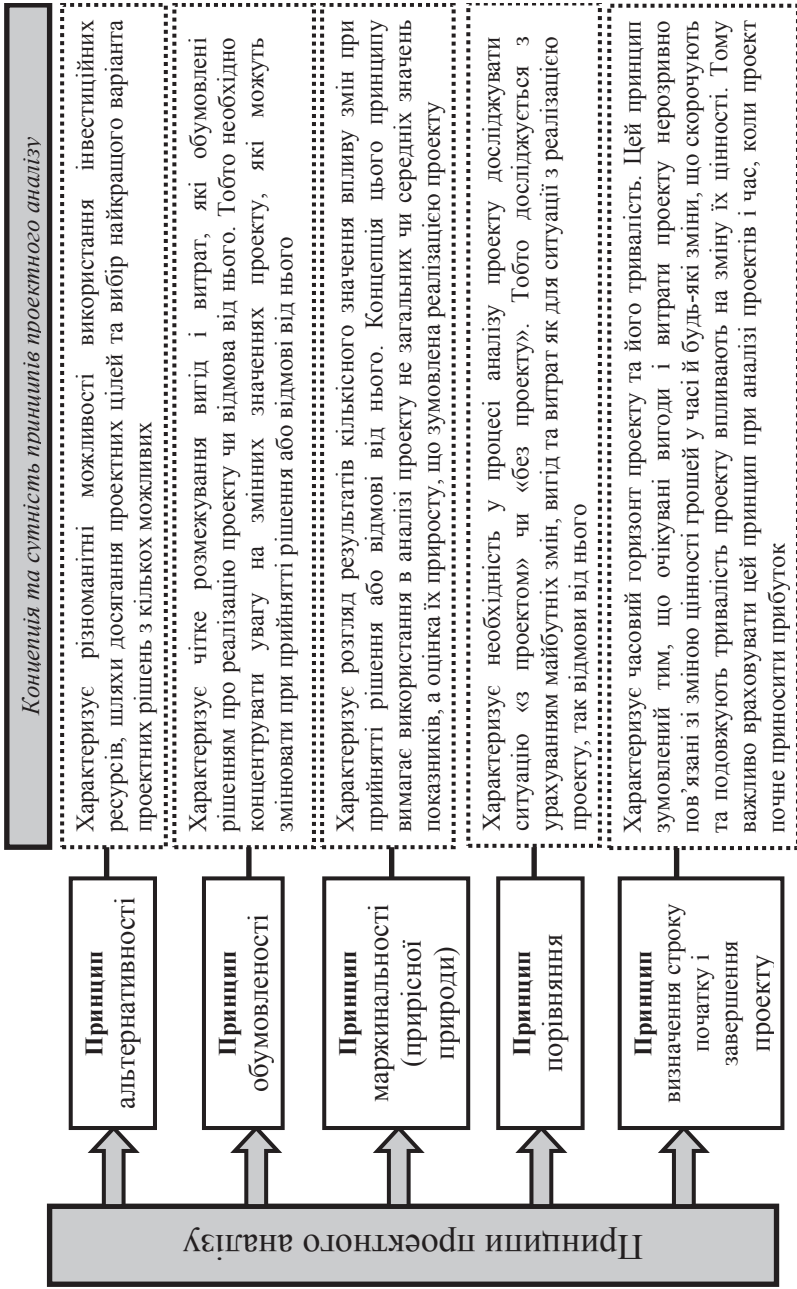 Концепція та сутність принципів проектного аналізу
Принципи проектного аналізу
Принцип
альтернативності
Характеризує різноманітні можливості використання інвестиційних
ресурсів, шляхи досягання проектних цілей та вибір найкращого варіанта
проектних рішень з кількох можливих
Принцип
обумовленості
Характеризує чітке розмежування вигід і витрат, які обумовлені
рішенням про реалізацію проекту чи відмова від нього. Тобто необхідно
концентрувати увагу на змінних значеннях проекту, які можуть
змінювати при прийнятті рішення або відмові від нього
Принцип
маржинальності
(прирісної
природи)
Характеризує розгляд результатів кількісного значення впливу змін при
прийнятті рішення або відмові від нього. Концепція цього принципу
вимагає використання в аналізі проекту не загальних чи середніх значень
показників, а оцінка їх приросту, що зумовлена реалізацією проекту
Принцип
порівняння
Характеризує необхідність у процесі аналізу проекту досліджувати
ситуацію «з проектом» чи «без проекту». Тобто досліджується з
урахуванням майбутніх змін, вигід та витрат як для ситуації з реалізацією
проекту, так відмови від нього
Принцип
визначення строку
початку і
завершення
проекту
Характеризує часовий горизонт проекту та його тривалість. Цей принцип
зумовлений тим, що очікувані вигоди і витрати проекту нерозривно
пов’язані зі зміною цінності грошей у часі й будь-які зміни, що скорочують
та подовжують тривалість проекту впливають на зміну їх цінності. Тому
важливо враховувати цей принцип при аналізі проектів і час, коли проект
почне приносити прибуток